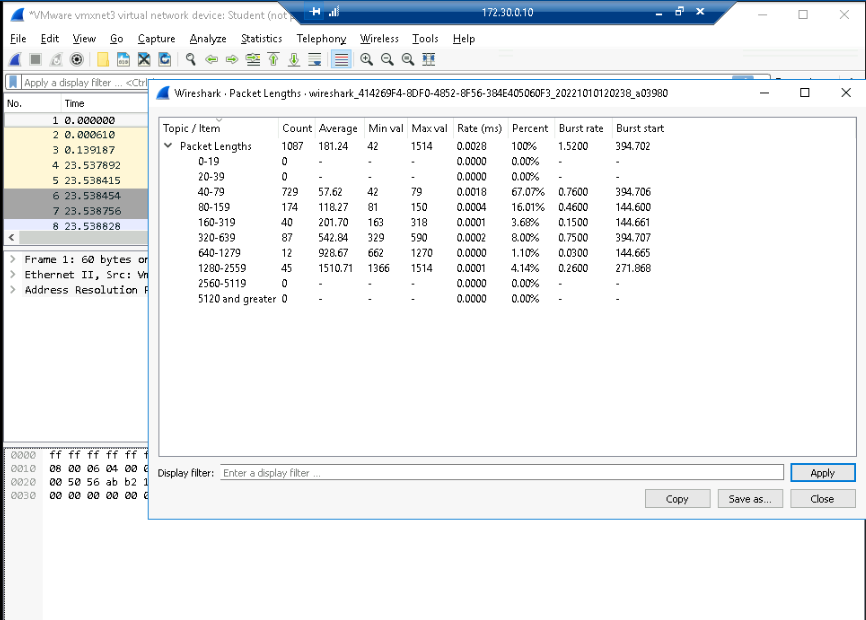 *VMware vmxnet3 virtual network device: Student (not p
172.30.0.10
File Edit View Go Capture Analyze Statistics Telephony Wireless Tools Help
Apply a display filter ... <Ctrl
No. Time
1 0.000000
2 0.000610
3 0.139187
4 23.537892
5 23.538415
6 23.538454
7 23.538756
8 23.538828
Frame 1: 60 bytes on
Ethernet II, Src: Vm
Address Resolution P
0000 ff ff ff ff ff f
0010 08 00 06 04 00 0
0020 00 50 56 ab b2 1
0030 00 00 00 00 00 0
Wireshark · Packet Lengths · wireshark_414269F4-8DF0-4852-8F56-384E405060F3_20221010120238_a03980
Topic / Item Count Average Min val Max val Rate (ms) Percent Burst rate Burst start
Packet Lengths 1087 181.24 42 1514 0.0028 100% 1.5200 394.702
0-19 0 - - - 0.0000 0.00% - -
20-39 0 - - - 0.0000 0.00% - -
40-79 729 57.62 42 79 0.0018 67.07% 0.7600 394.706
80-159 174 118.27 81 150 0.0004 16.01% 0.4600 144.600
160-319 40 201.70 163 318 0.0001 3.68% 0.1500 144.661
320-639 87 542.84 329 590 0.0002 8.00% 0.7500 394.707
640-1279 12 928.67 662 1270 0.0000 1.10% 0.0300 144.665
1280-2559 45 1510.71 1366 1514 0.0001 4.14% 0.2600 271.868
2560-5119 0 - - - 0.0000 0.00% - -
5120 and greater 0 - - - 0.0000 0.00% - -
Display filter: Enter a display filter ... Apply
Copy Save as... Close